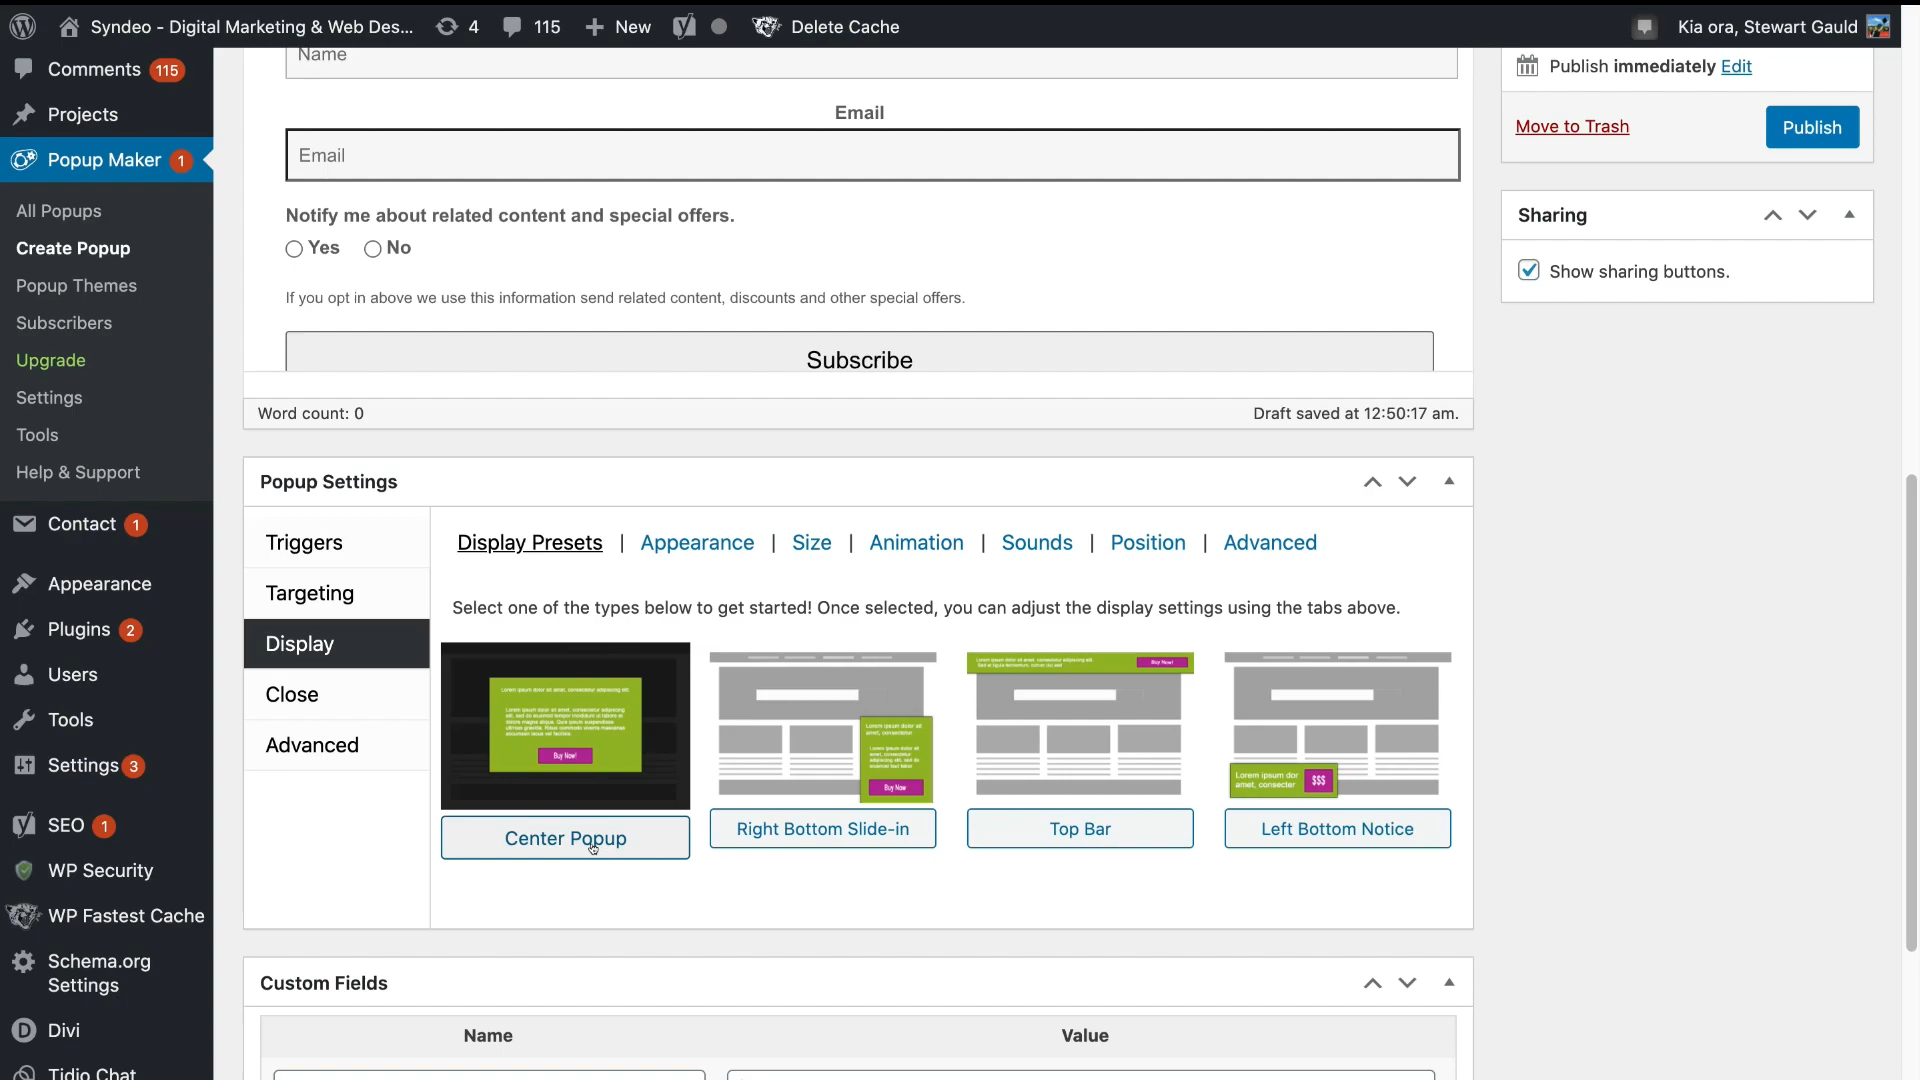 Syndeo - Digital Marketing & Web Des...
4
115
New
Delete Cache
Kia ora, Stewart Gauld
Comments 115
Projects
Popup Maker 1
All Popups
Create Popup
Popup Themes
Subscribers
Upgrade
Settings
Tools
Help & Support
Contact 1
Appearance
Plugins 2
Users
Tools
Settings 3
SEO 1
WP Security
WP Fastest Cache
Schema.org
Settings
Divi
Tidio Chat
Name
Email
Email
Notify me about related content and special offers.
Yes
No
If you opt in above we use this information send related content, discounts and other special offers.
Subscribe
Word count: 0
Draft saved at 12:50:17 am.
Popup Settings
Triggers
Targeting
Display
Close
Advanced
Display Presets | Appearance | Size | Animation | Sounds | Position | Advanced
Select one of the types below to get started! Once selected, you can adjust the display settings using the tabs above.
Buy Now!
Center Popup
Buy Now
Right Bottom Slide-in
Buy Now!
Top Bar
Lorem ipsum dor
amet, consecter
$$$
Left Bottom Notice
Custom Fields
Name
Value
Publish immediately Edit
Move to Trash
Publish
Sharing
Show sharing buttons.